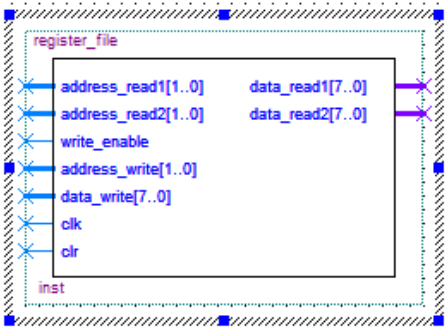 register_file
address_read1[1..0] data_read1[7..0]
address_read2[1..0] data_read2[7..0]
write_enable
address_write[1..0]
data_write[7..0]
clk
clr
inst